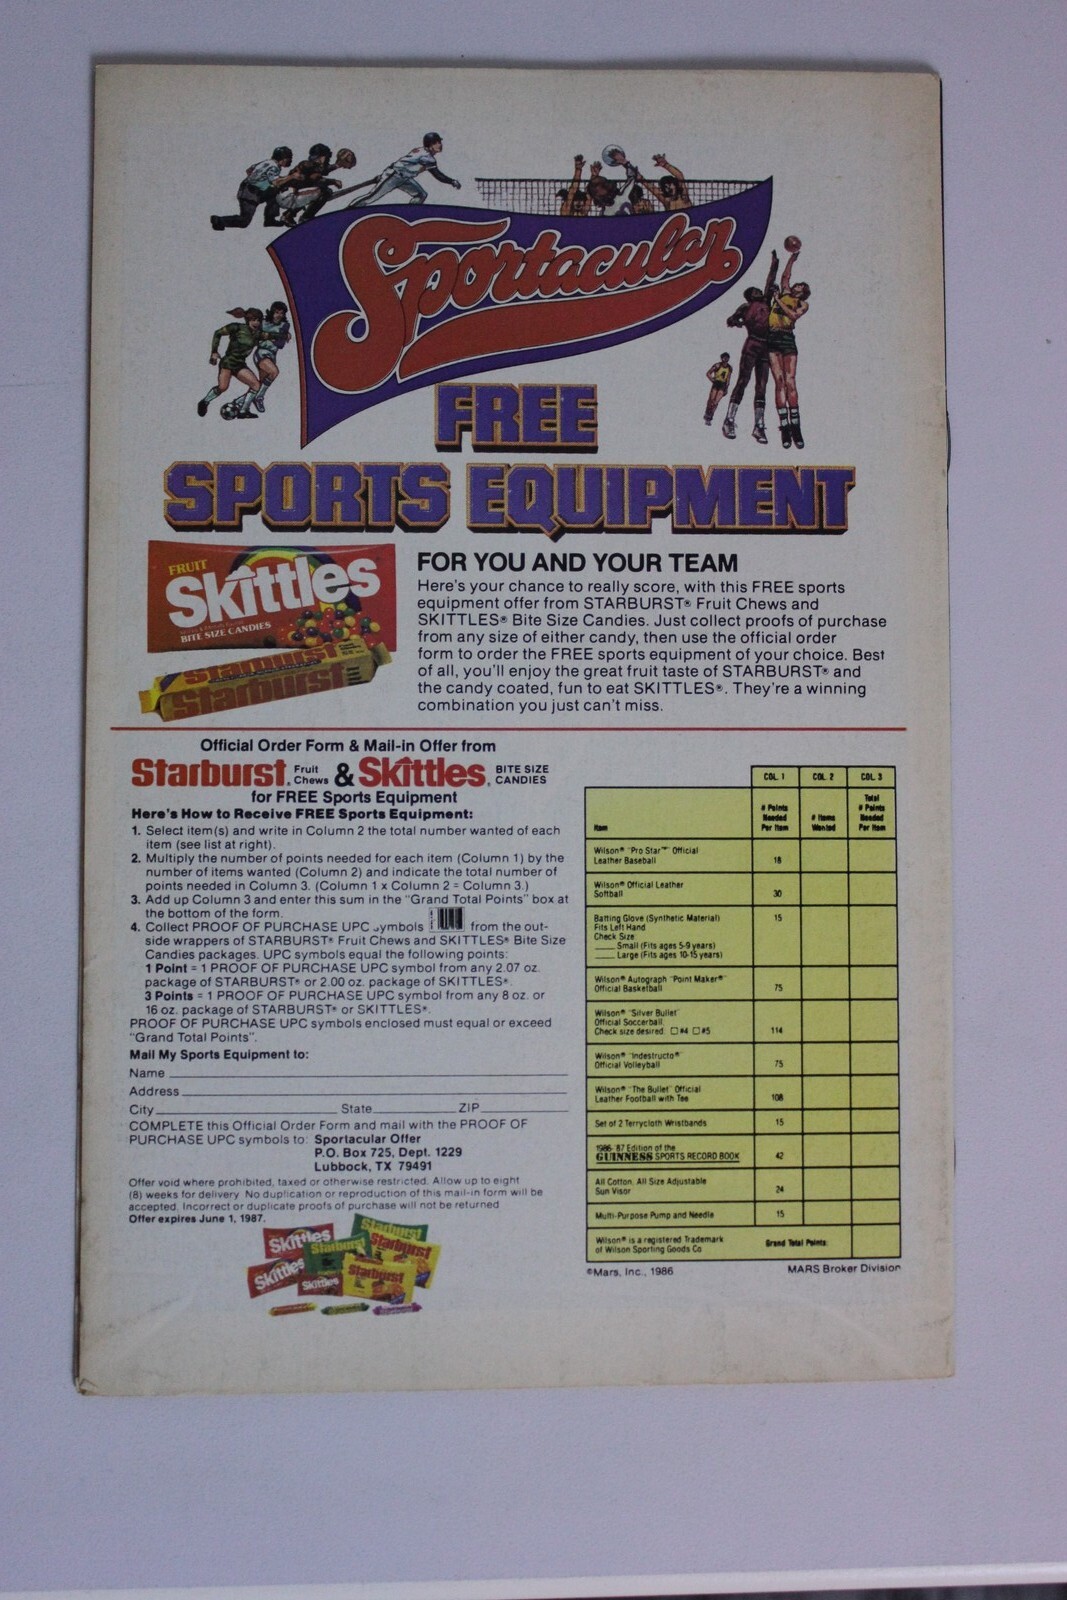 Sportacular
FREE
SPORTS EQUIPMENT
FRUIT
Skittles
BITE SIZE CANDIES
Starburst
Starburst
FOR YOU AND YOUR TEAM
Here's your chance to really score, with this FREE sports
equipment offer from STARBURST® Fruit Chews and
SKITTLES® Bite Size Candies. Just collect proofs of purchase
from any size of either candy, then use the official order
form to order the FREE sports equipment of your choice. Best
of all, you'll enjoy the great fruit taste of STARBURST® and
the candy coated, fun to eat SKITTLES®. They're a winning
combination you just can't miss.
Official Order Form & Mail-in Offer from
Starburst® Fruit Chews & Skittles® BITE SIZE CANDIES
for FREE Sports Equipment
Here's How to Receive FREE Sports Equipment:
1. Select item(s) and write in Column 2 the total number wanted of each
item (see list at right).
2. Multiply the number of points needed for each item (Column 1) by the
number of items wanted (Column 2) and indicate the total number of
points needed in Column 3. (Column 1 x Column 2 = Column 3.)
3. Add up Column 3 and enter this sum in the "Grand Total Points" box at
the bottom of the form.
4. Collect PROOF OF PURCHASE UPC symbols from the out-
side wrappers of STARBURST® Fruit Chews and SKITTLES® Bite Size
Candies packages. UPC symbols equal the following points:
1 Point = 1 PROOF OF PURCHASE UPC symbol from any 2.07 oz.
package of STARBURST® or 2.00 oz. package of SKITTLES®.
3 Points = 1 PROOF OF PURCHASE UPC symbol from any 8 oz. or
16 oz. package of STARBURST® or SKITTLES®.
PROOF OF PURCHASE UPC symbols enclosed must equal or exceed
"Grand Total Points".
Mail My Sports Equipment to:
Name
Address
City State ZIP
COMPLETE this Official Order Form and mail with the PROOF OF
PURCHASE UPC symbols to: Sportacular Offer
P.O. Box 725, Dept. 1229
Lubbock, TX 79491
Offer void where prohibited, taxed or otherwise restricted. Allow up to eight
(8) weeks for delivery. No duplication or reproduction of this mail-in form will be
accepted. Incorrect or duplicate proofs of purchase will not be returned
Offer expires June 1, 1987.
Skittles
Starburst
Starburst
Starburst
Skittles
Skittles
Starburst
COL. 1 COL. 2 COL. 3
Item # Points Needed Per Item # Items Wanted Total # Points Needed Per Item
Wilson® "Pro Star™" Official
Leather Baseball 18
Wilson® Official Leather
Softball 30
Batting Glove (Synthetic Material) 15
Fits Left Hand
Check Size
Small (Fits ages 5-9 years)
Large (Fits ages 10-15 years)
Wilson® Autograph "Point Maker®"
Official Basketball 75
Wilson® "Silver Bullet"
Official Soccerball
Check size desired. ☐ #4 ☐ #5 114
Wilson® "Indestructo®"
Official Volleyball 75
Wilson® "The Bullet" Official
Leather Football with Tee 108
Set of 2 Terrycloth Wristbands 15
1986-'87 Edition of the
GUINNESS SPORTS RECORD BOOK 42
All Cotton, All Size Adjustable
Sun Visor 24
Multi-Purpose Pump and Needle 15
Wilson® is a registered Trademark
of Wilson Sporting Goods Co Grand Total Points:
©Mars, Inc., 1986 MARS Broker Division